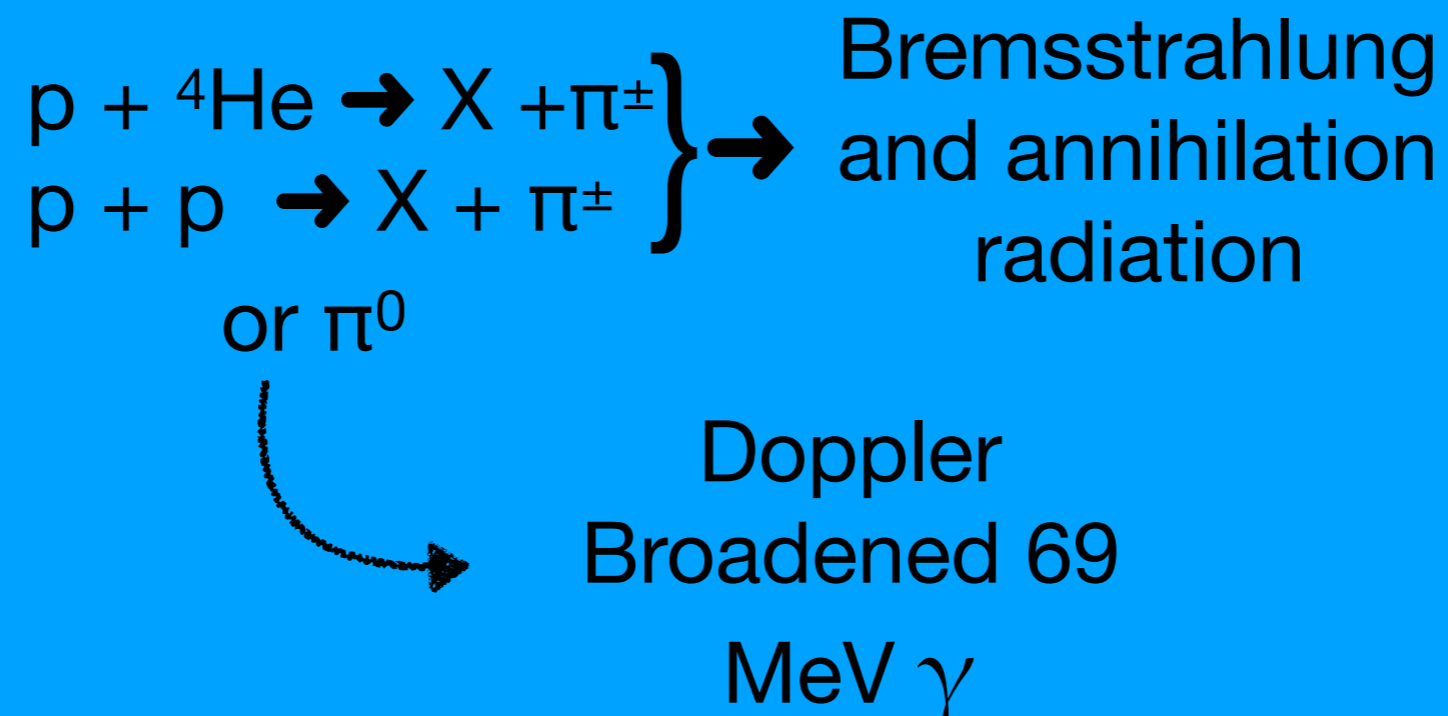 p + ⁴He ➜ X +π±
p + p ➜ X + π±
or π⁰
} ➜ Bremsstrahlung
and annihilation
radiation
Doppler
Broadened 69
MeV γ